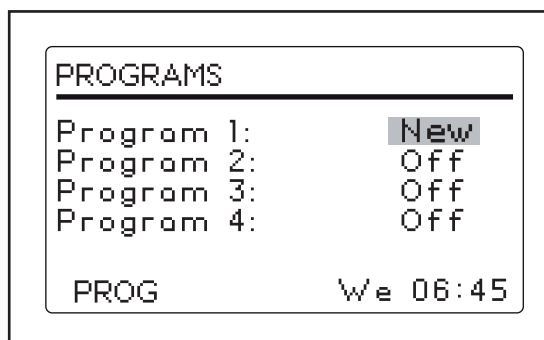 PROGRAMS
Program 1: New
Program 2: Off
Program 3: Off
Program 4: Off
PROG We 06:45